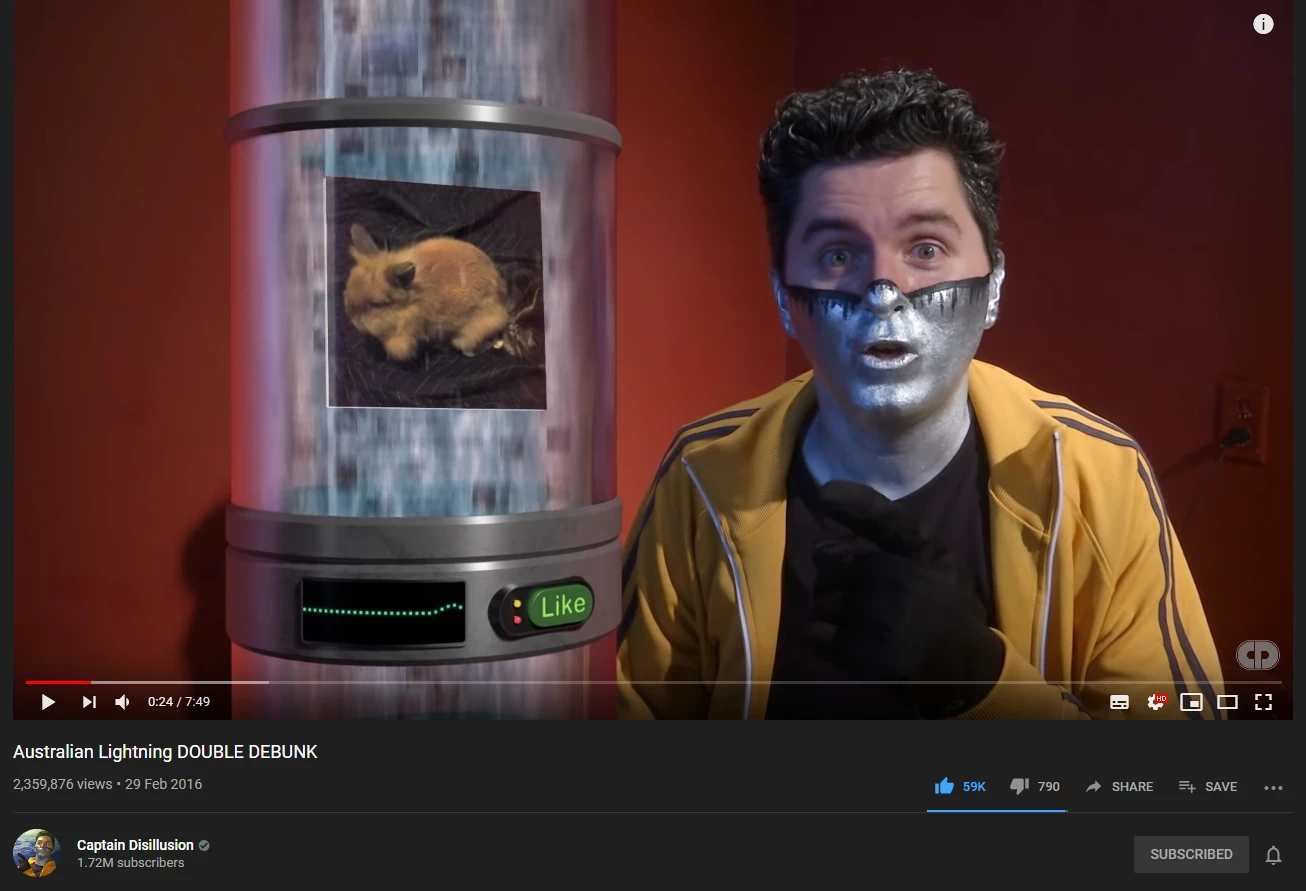 Like
HD
0:24 / 7:49
Australian Lightning DOUBLE DEBUNK
2,359,876 views • 29 Feb 2016
59K 790 SHARE SAVE
Captain Disillusion
1.72M subscribers
SUBSCRIBED